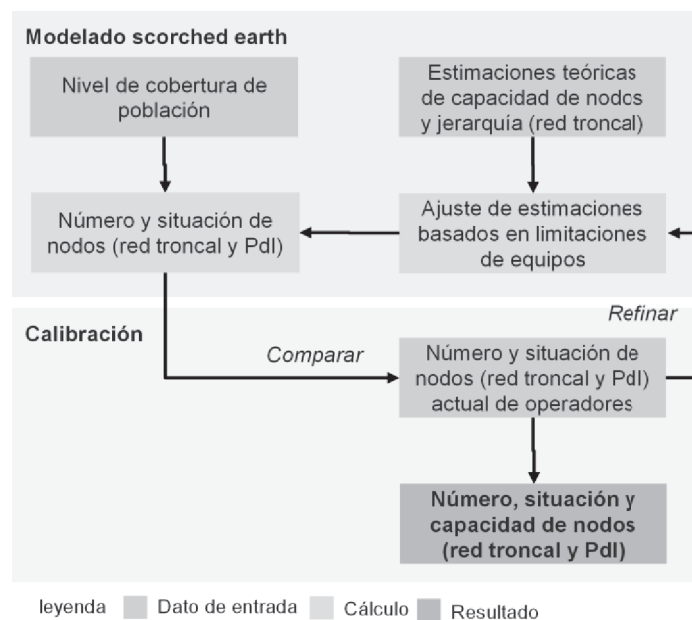 Modelado scorched earth
Nivel de cobertura de
población
Estimaciones teóricas
de capacidad de nodos
y jerarquía (red troncal)
Número y situación de
nodos (red troncal y PdI)
Ajuste de estimaciones
basados en limitaciones
de equipos
Refinar
Calibración
Comparar
Número y situación de
nodos (red troncal y PdI)
actual de operadores
Número, situación y
capacidad de nodos
(red troncal y PdI)
leyenda
Dato de entrada
Cálculo
Resultado